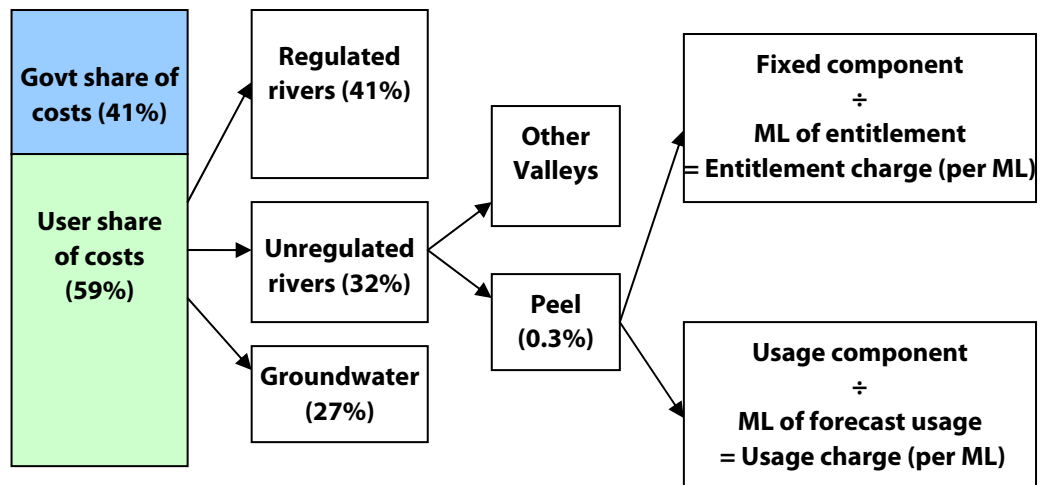 Govt share of
costs (41%)
User share
of costs
(59%)
Regulated
rivers (41%)
Unregulated
rivers (32%)
Groundwater
(27%)
Other
Valleys
Peel
(0.3%)
Fixed component
÷
ML of entitlement
= Entitlement charge (per ML)
Usage component
÷
ML of forecast usage
= Usage charge (per ML)